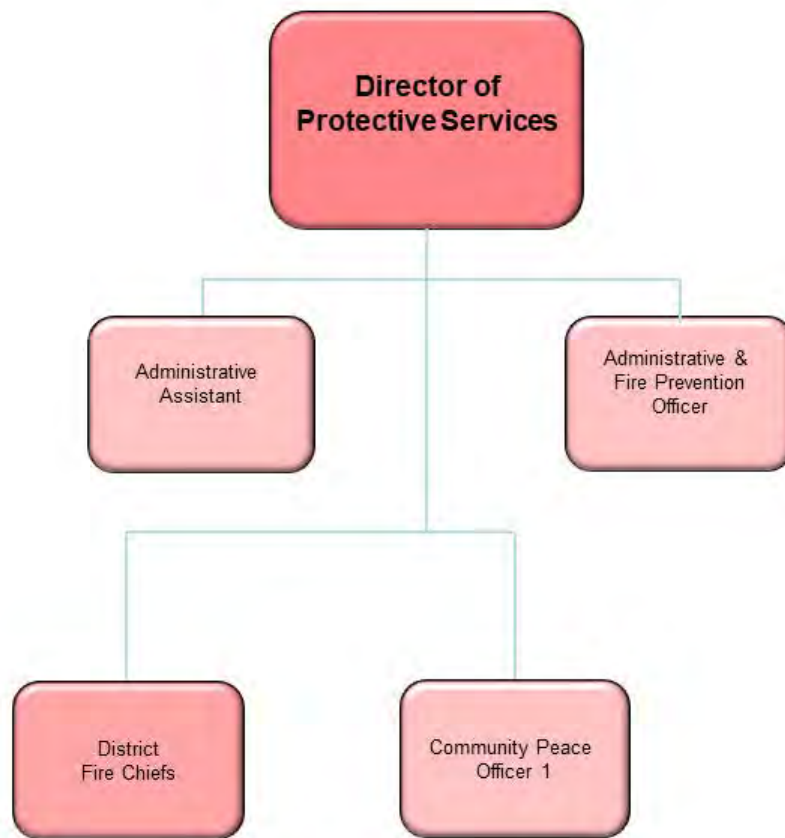 Director of
Protective Services
Administrative
Assistant
Administrative &
Fire Prevention
Officer
District
Fire Chiefs
Community Peace
Officer 1